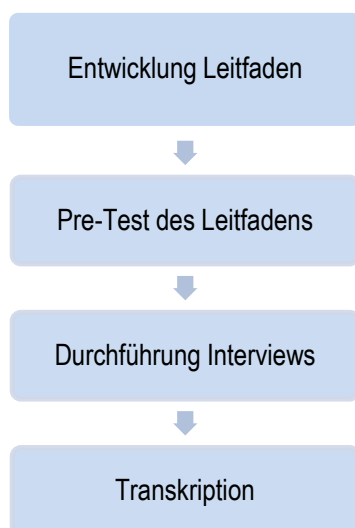 Entwicklung Leitfaden
Pre-Test des Leitfadens
Durchführung Interviews
Transkription